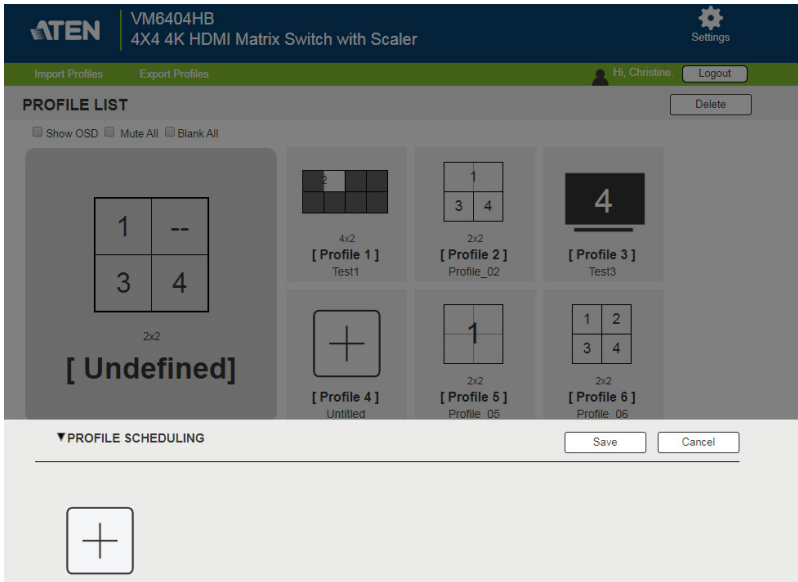 ATEN
VM6404HB
4X4 4K HDMI Matrix Switch with Scaler
Settings
Import Profiles Export Profiles
Hi, Christine. Logout
PROFILE LIST
Delete
Show OSD Mute All Blank All
1 --
3 4
2x2
[ Undefined]
2
4x2
[ Profile 1 ]
Test1
1
3 4
2x2
[ Profile 2 ]
Profile_02
4
[ Profile 3 ]
Test3
[ Profile 4 ]
Untitled
1
2x2
[ Profile 5 ]
Profile_05
1 2
3 4
2x2
[ Profile 6 ]
Profile_06
▼PROFILE SCHEDULING
Save Cancel